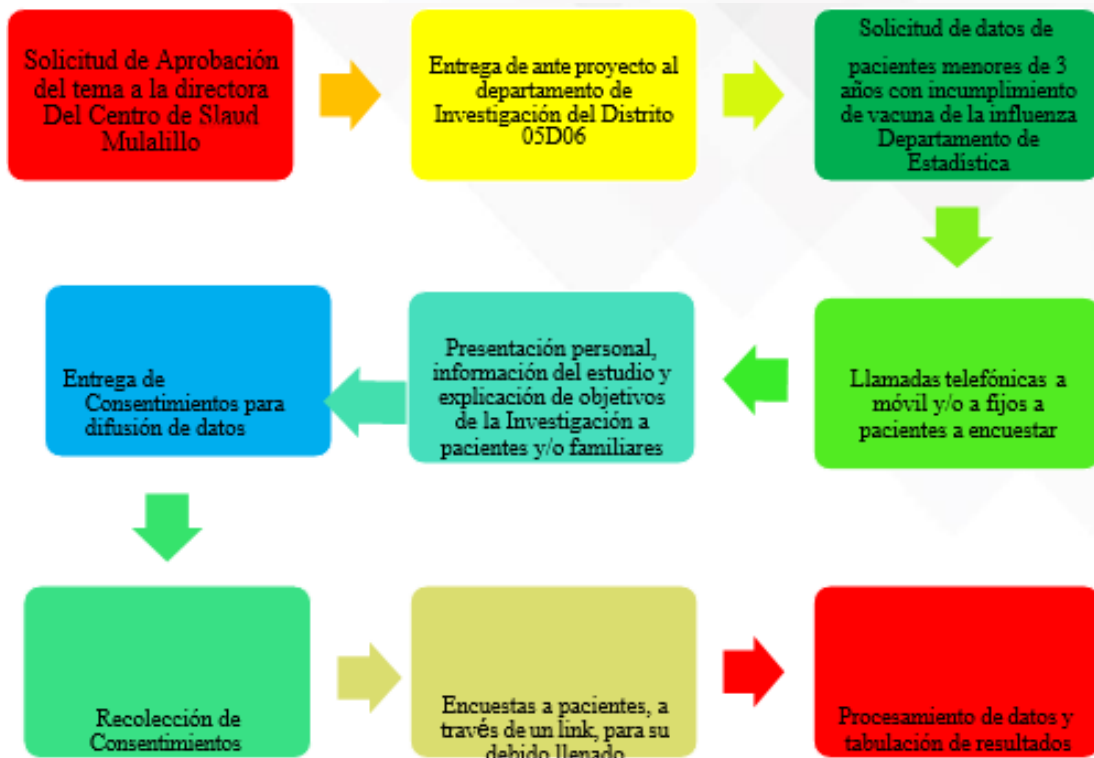 Solicitud de Aprobación
del tema a la directora
Del Centro de Slaud
Mulalillo
Entrega de ante proyecto al
departamento de
Investigación del Distrito
05D06
Solicitud de datos de
pacientes menores de 3
años con incumplimiento
de vacuna de la influenza
Departamento de
Estadística
Llamadas telefónicas a
móvil y/o a fijos a
pacientes a encuestar
Presentación personal,
información del estudio y
explicación de objetivos
de la Investigación a
pacientes y/o familiares
Entrega de
Consentimientos para
difusión de datos
Recolección de
Consentimientos
Encuestas a pacientes, a
través de un link, para su
debido llenado
Procesamiento de datos y
tabulación de resultados